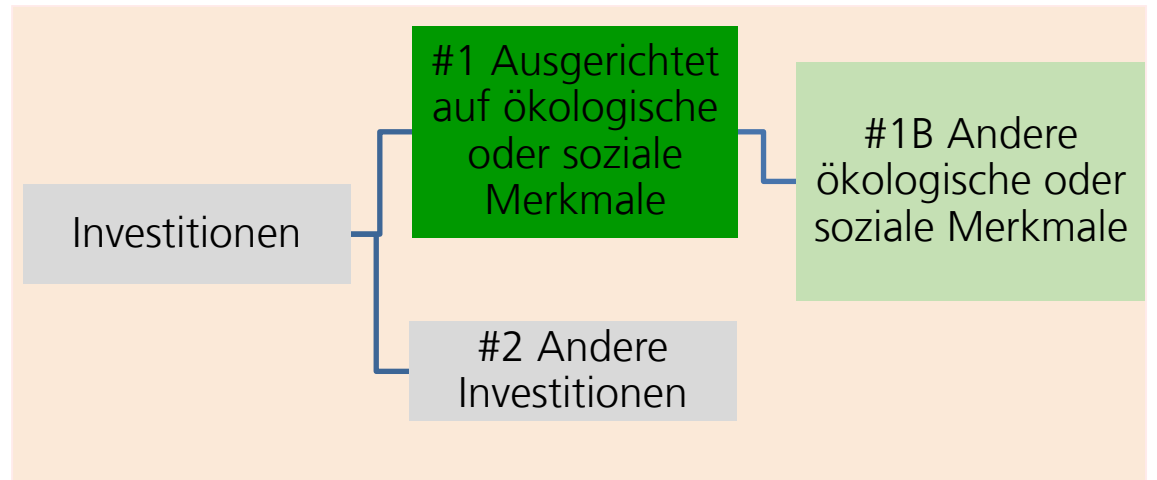 Investitionen
#1 Ausgerichtet
auf ökologische
oder soziale
Merkmale
#1B Andere
ökologische oder
soziale Merkmale
#2 Andere
Investitionen